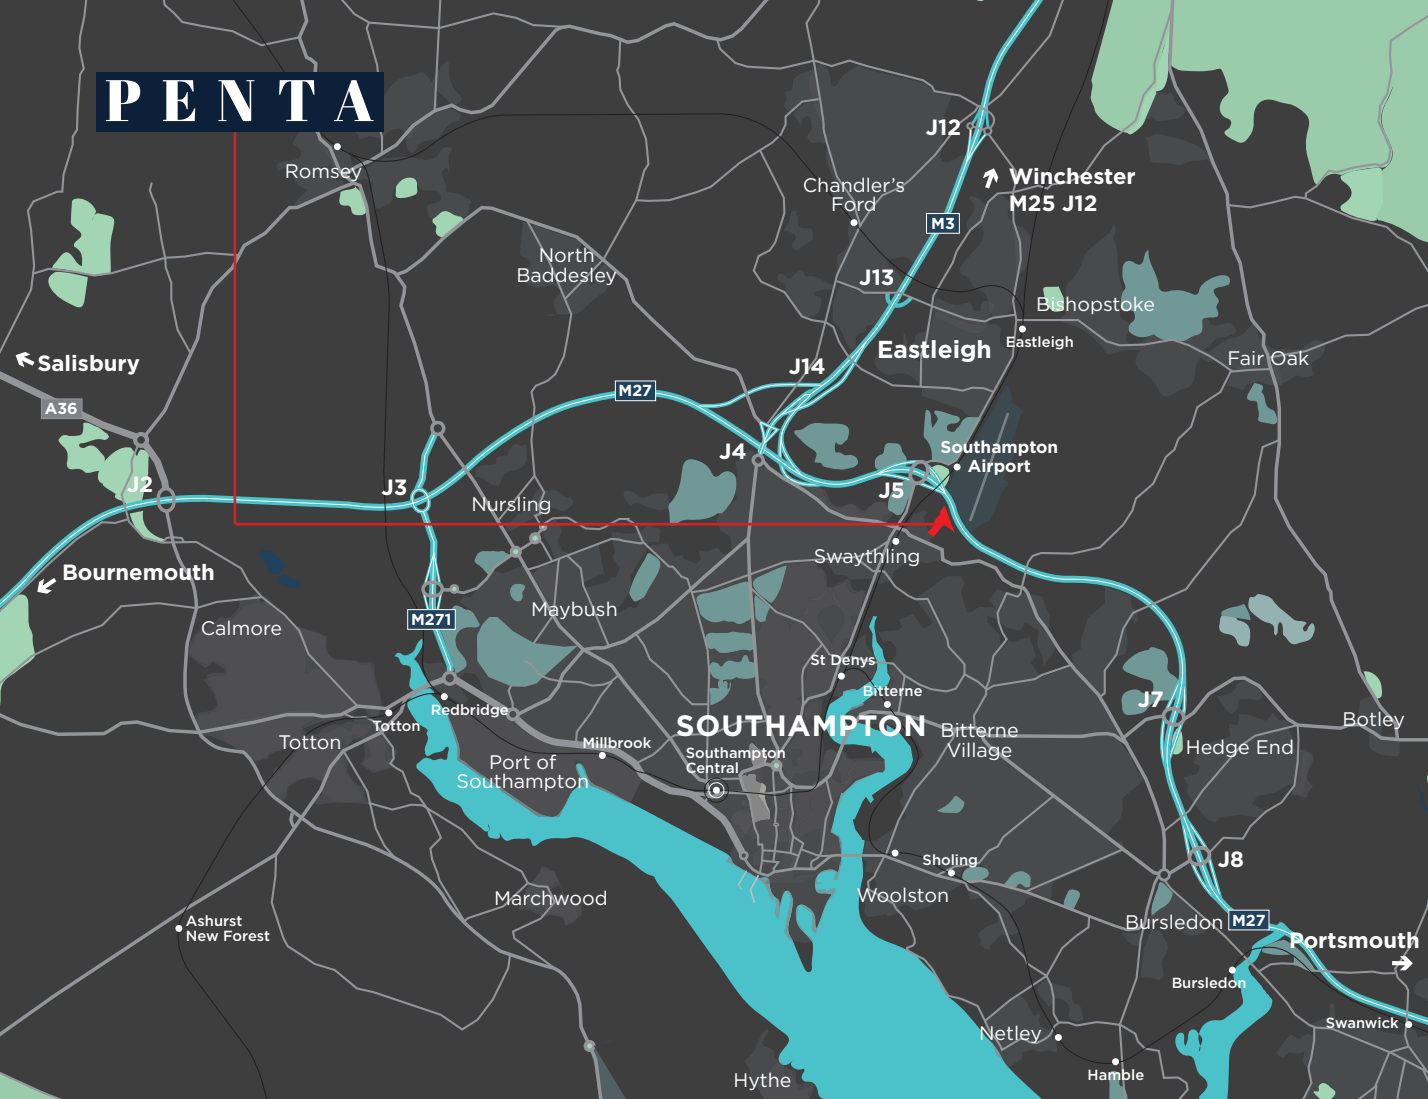 PENTA
J12
Romsey
Winchester
M25 J12
Chandler's
Ford
M3
North
Baddesley
J13
Bishopstoke
Eastleigh
Eastleigh
Fair Oak
Salisbury
J14
M27
A36
J4
Southampton
Airport
J2
J3
J5
Nursling
Swaythling
Bournemouth
Maybush
M271
Calmore
St Denys
Bitterne
J7
Redbridge
Totton
SOUTHAMPTON
Botley
Totton
Millbrook
Bitterne
Village
Hedge End
Southampton
Central
Port of
Southampton
Sholing
J8
Marchwood
Woolston
Ashurst
New Forest
Bursledon
M27
Portsmouth
Bursledon
Netley
Swanwick
Hamble
Hythe